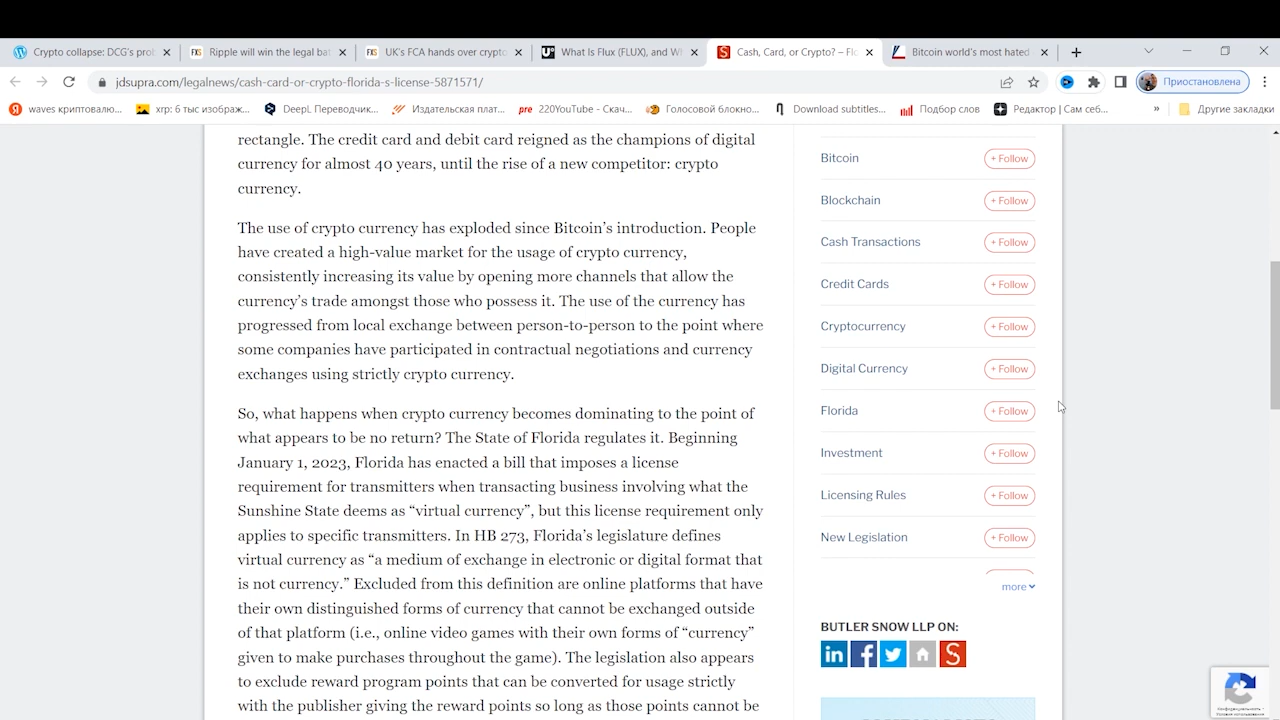 Crypto collapse: DCG's pro
Ripple will win the legal ba
UK's FCA hands over crypto
What Is Flux (FLUX), and W
Cash, Card, or Crypto? – Flo
Bitcoin world's most hated
jdsupra.com/legalnews/cash-card-or-crypto-florida-s-license-5871571/
Приостановлена
waves криптовалю...
xrp: 6 тыс изображ...
DeepL Переводчик...
Издательская плат...
220YouTube - Скач...
Голосовой блокно...
Download subtitles...
Подбор слов
Редактор | Сам себ...
»
Другие закладки
rectangle. The credit card and debit card reigned as the champions of digital
currency for almost 40 years, until the rise of a new competitor: crypto
currency.
The use of crypto currency has exploded since Bitcoin's introduction. People
have created a high-value market for the usage of crypto currency,
consistently increasing its value by opening more channels that allow the
currency's trade amongst those who possess it. The use of the currency has
progressed from local exchange between person-to-person to the point where
some companies have participated in contractual negotiations and currency
exchanges using strictly crypto currency.
So, what happens when crypto currency becomes dominating to the point of
what appears to be no return? The State of Florida regulates it. Beginning
January 1, 2023, Florida has enacted a bill that imposes a license
requirement for transmitters when transacting business involving what the
Sunshine State deems as “virtual currency”, but this license requirement only
applies to specific transmitters. In HB 273, Florida's legislature defines
virtual currency as “a medium of exchange in electronic or digital format that
is not currency.” Excluded from this definition are online platforms that have
their own distinguished forms of currency that cannot be exchanged outside
of that platform (i.e., online video games with their own forms of “currency”
given to make purchases throughout the game). The legislation also appears
to exclude reward program points that can be converted for usage strictly
with the publisher giving the reward points, so long as those points cannot be
Bitcoin + Follow
Blockchain + Follow
Cash Transactions + Follow
Credit Cards + Follow
Cryptocurrency + Follow
Digital Currency + Follow
Florida + Follow
Investment + Follow
Licensing Rules + Follow
New Legislation + Follow
more
BUTLER SNOW LLP ON: